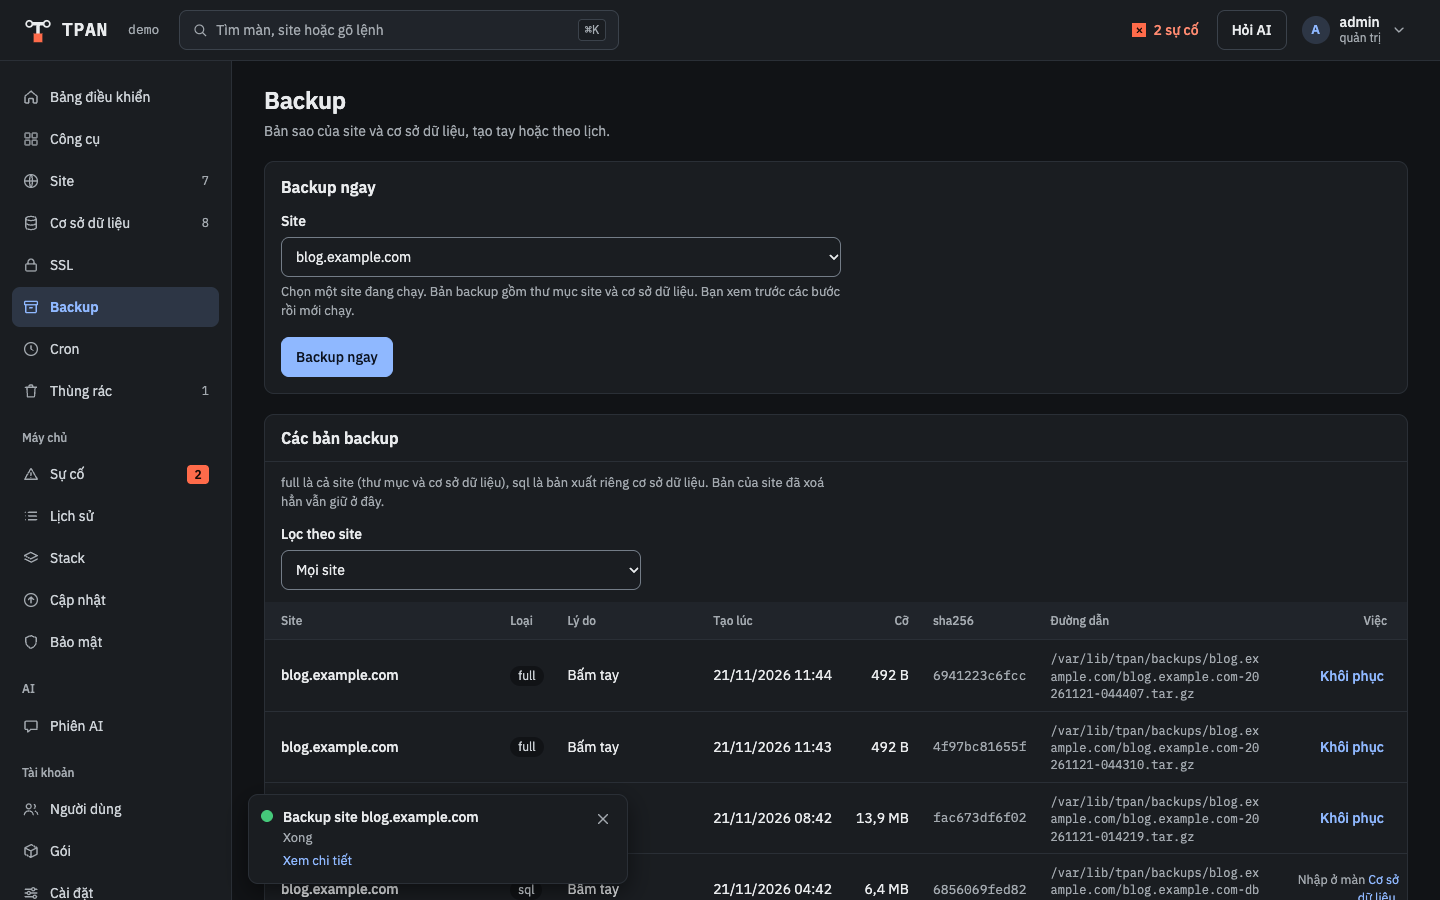 TPAN demo
Tìm màn, site hoặc gõ lệnh ⌘K
2 sự cố
Hỏi AI
A
admin
quản trị
Bảng điều khiển
Công cụ
Site 7
Cơ sở dữ liệu 8
SSL
Backup
Cron
Thùng rác 1
Máy chủ
Sự cố 2
Lịch sử
Stack
Cập nhật
Bảo mật
AI
Phiên AI
Tài khoản
Người dùng
Gói
Cài đặt
Backup
Bản sao của site và cơ sở dữ liệu, tạo tay hoặc theo lịch.
Backup ngay
Site
blog.example.com
Chọn một site đang chạy. Bản backup gồm thư mục site và cơ sở dữ liệu. Bạn xem trước các bước
rồi mới chạy.
Backup ngay
Các bản backup
full là cả site (thư mục và cơ sở dữ liệu), sql là bản xuất riêng cơ sở dữ liệu. Bản của site đã xoá
hẳn vẫn giữ ở đây.
Lọc theo site
Mọi site
Site Loại Lý do Tạo lúc Cỡ sha256 Đường dẫn Việc
blog.example.com full Bấm tay 21/11/2026 11:44 492 B 6941223c6fcc /var/lib/tpan/backups/blog.ex
ample.com/blog.example.com-20
261121-044407.tar.gz
Khôi phục
blog.example.com full Bấm tay 21/11/2026 11:43 492 B 4f97bc81655f /var/lib/tpan/backups/blog.ex
ample.com/blog.example.com-20
261121-044310.tar.gz
Khôi phục
21/11/2026 08:42 13,9 MB fac673df6f02 /var/lib/tpan/backups/blog.ex
ample.com/blog.example.com-20
261121-014219.tar.gz
Khôi phục
blog.example.com sql Bấm tay 21/11/2026 04:42 6,4 MB 6856069fed82 /var/lib/tpan/backups/blog.ex
ample.com/blog.example.com-db
Nhập ở màn Cơ sở
dữ liệu
Backup site blog.example.com
Xong
Xem chi tiết